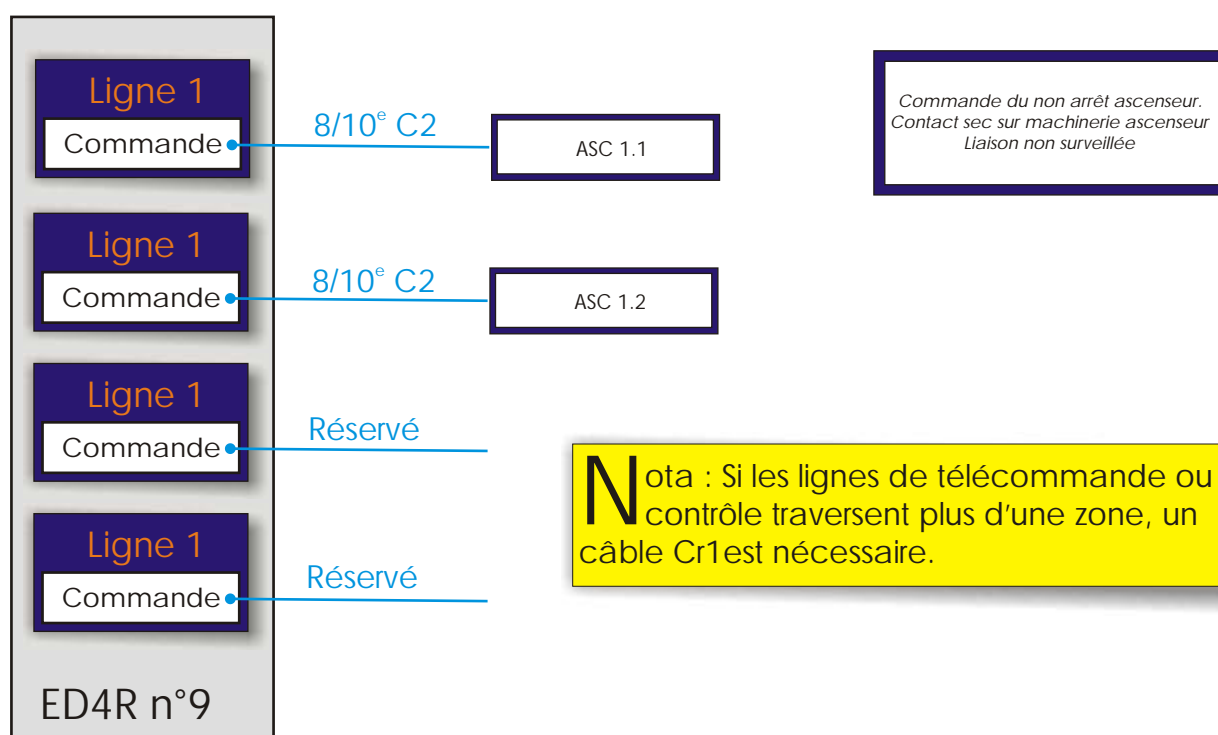 Ligne 1
Commande
8/10e C2
ASC 1.1
Commande du non arrêt ascenseur.
Contact sec sur machinerie ascenseur
Liaison non surveillée
Ligne 1
Commande
8/10e C2
ASC 1.2
Ligne 1
Commande
Réservé
Nota : Si les lignes de télécommande ou
contrôle traversent plus d'une zone, un
câble Cr1est nécessaire.
Ligne 1
Commande
Réservé
ED4R n°9